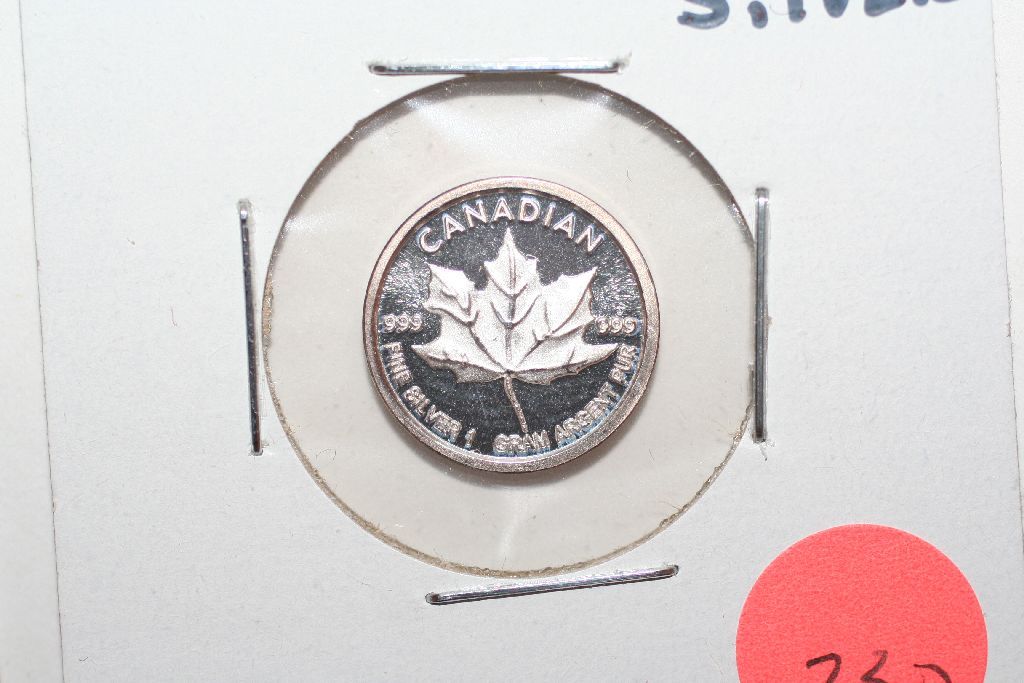 CANADIAN
999 999
FINE SILVER 1 GRAM ARGENT PUR